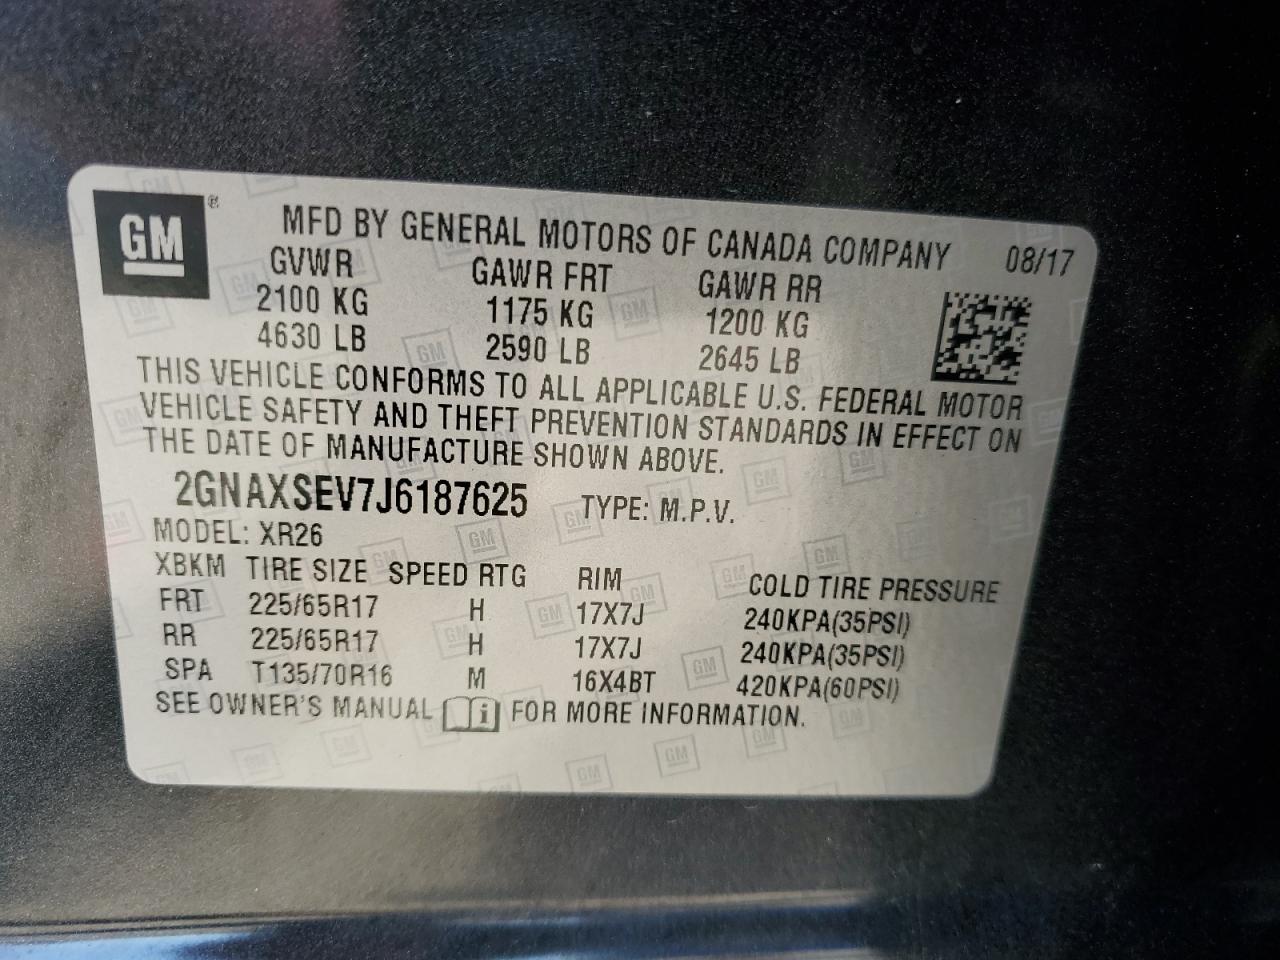 GM ®
MFD BY GENERAL MOTORS OF CANADA COMPANY 08/17
GVWR GAWR FRT GAWR RR
2100 KG 1175 KG 1200 KG
4630 LB 2590 LB 2645 LB
THIS VEHICLE CONFORMS TO ALL APPLICABLE U.S. FEDERAL MOTOR
VEHICLE SAFETY AND THEFT PREVENTION STANDARDS IN EFFECT ON
THE DATE OF MANUFACTURE SHOWN ABOVE.
2GNAXSEV7J6187625 TYPE: M.P.V.
MODEL: XR26
XBKM TIRE SIZE SPEED RTG RIM COLD TIRE PRESSURE
FRT 225/65R17 H 17X7J 240KPA(35PSI)
RR 225/65R17 H 17X7J 240KPA(35PSI)
SPA T135/70R16 M 16X4BT 420KPA(60PSI)
SEE OWNER'S MANUAL i FOR MORE INFORMATION.